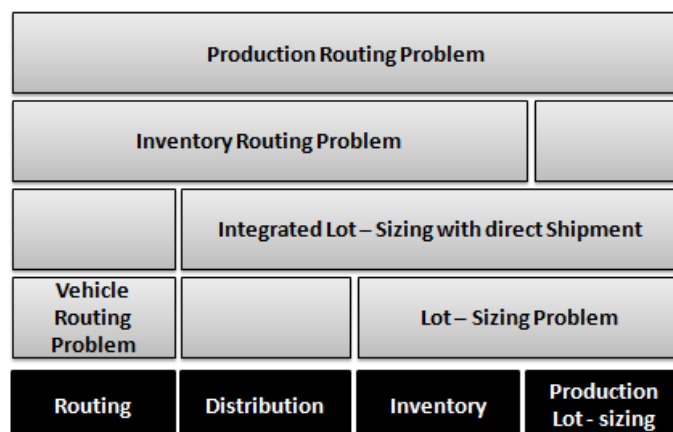 Production Routing Problem
Inventory Routing Problem
Integrated Lot – Sizing with direct Shipment
Vehicle
Routing
Problem
Lot – Sizing Problem
Routing
Distribution
Inventory
Production
Lot - sizing